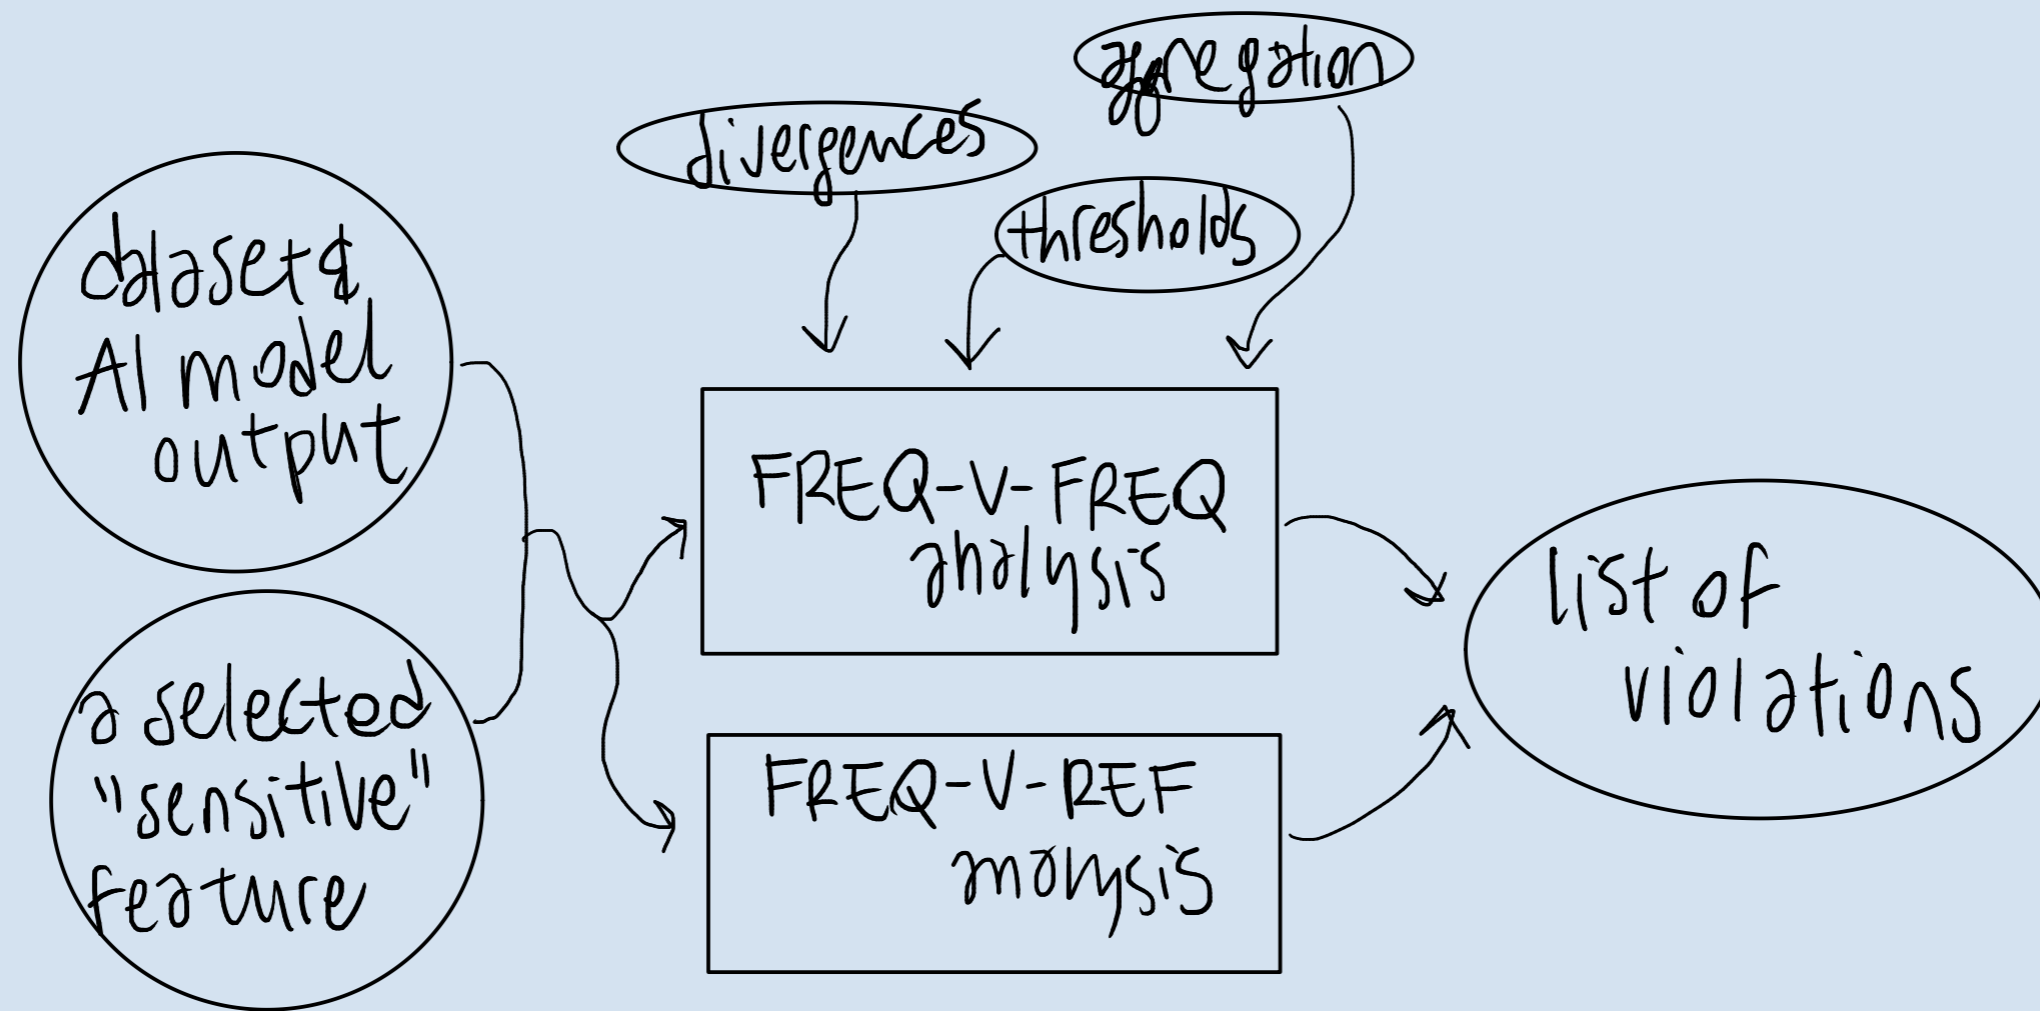 aggregation
divergences
thresholds
dataset &
AI model
output
FREQ-V-FREQ
analysis
a selected
"sensitive"
feature
FREQ-V-REF
analysis
list of
violations